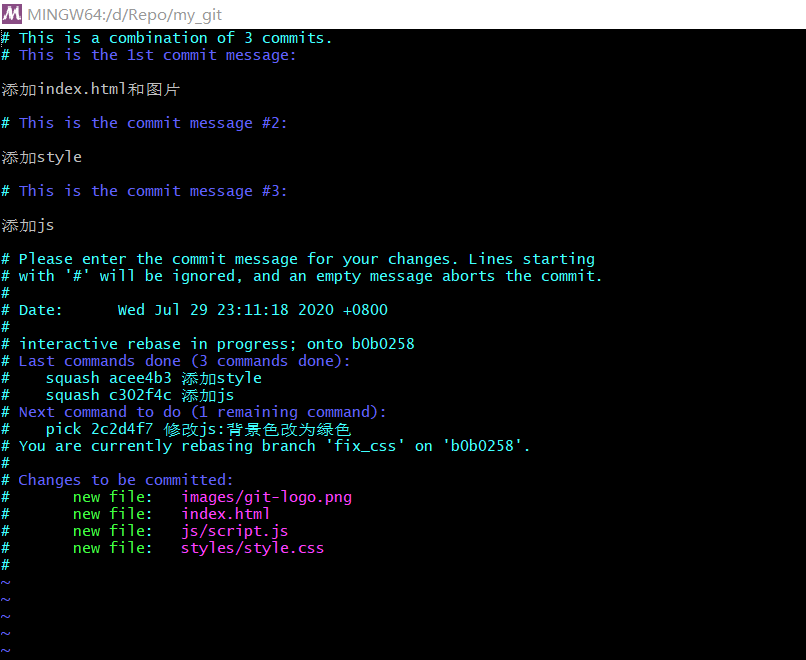 MINGW64:/d/Repo/my_git
# This is a combination of 3 commits.
# This is the 1st commit message:
添加index.html和图片
# This is the commit message #2:
添加style
# This is the commit message #3:
添加js
# Please enter the commit message for your changes. Lines starting
# with '#' will be ignored, and an empty message aborts the commit.
#
# Date:      Wed Jul 29 23:11:18 2020 +0800
#
# interactive rebase in progress; onto b0b0258
# Last commands done (3 commands done):
#    squash acee4b3 添加style
#    squash c302f4c 添加js
# Next command to do (1 remaining command):
#    pick 2c2d4f7 修改js:背景色改为绿色
# You are currently rebasing branch 'fix_css' on 'b0b0258'.
#
# Changes to be committed:
#       new file:   images/git-logo.png
#       new file:   index.html
#       new file:   js/script.js
#       new file:   styles/style.css
#
~
~
~
~
~